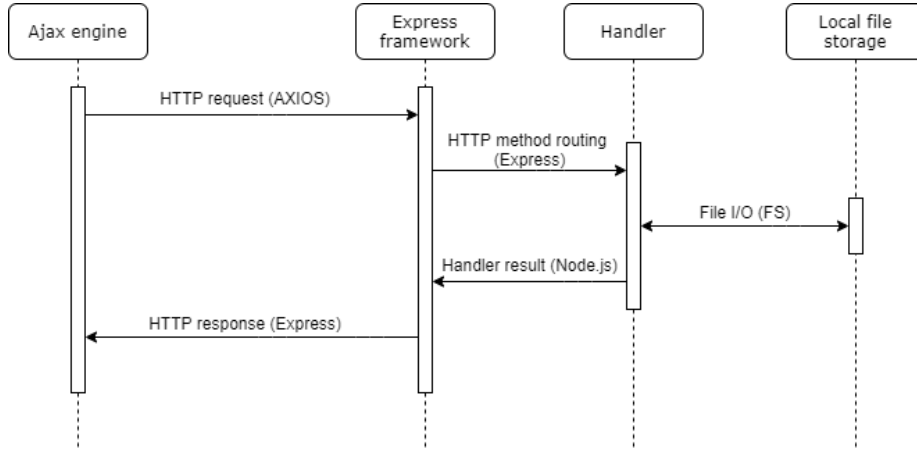 Ajax engine
Express
framework
Handler
Local file
storage
HTTP request (AXIOS)
HTTP method routing
(Express)
File I/O (FS)
Handler result (Node.js)
HTTP response (Express)